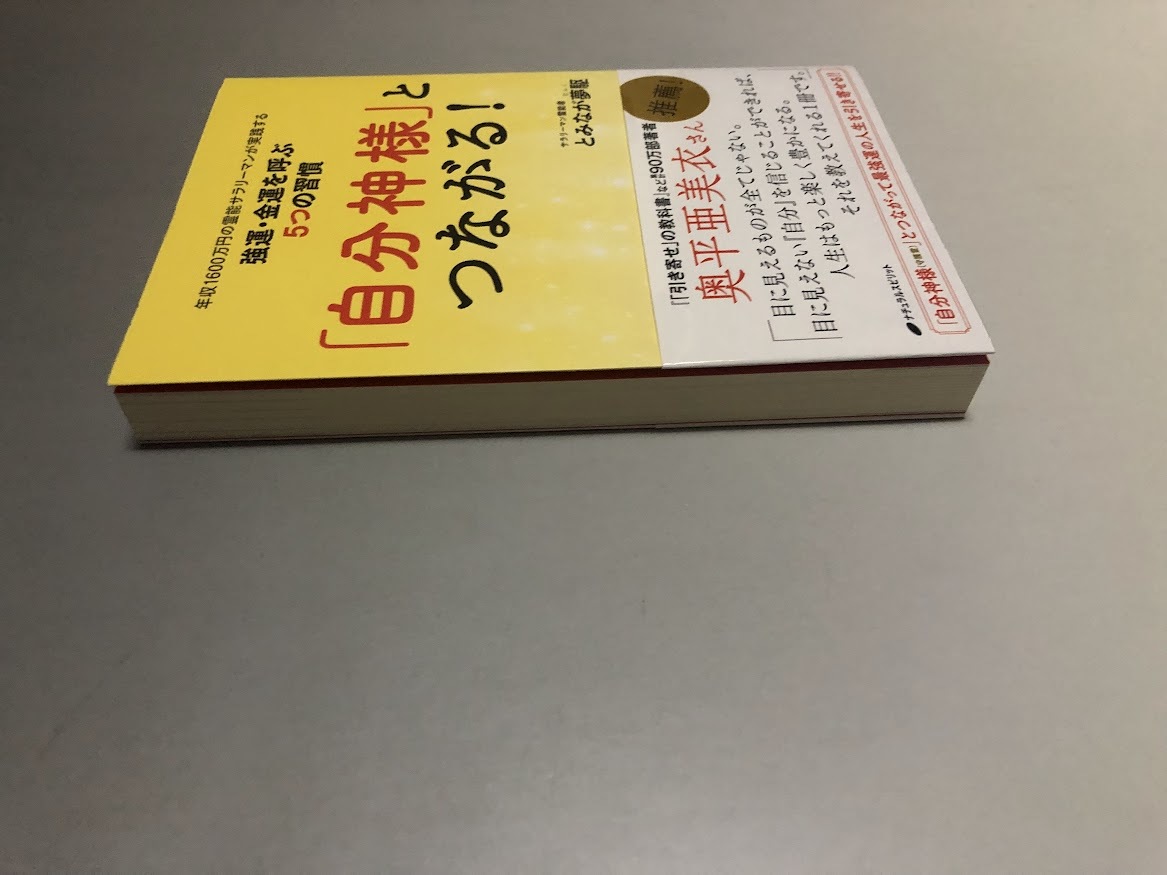 年収1600万円の霊能サラリーマンが実践する
強運・金運を呼ぶ
5つの習慣
「自分神様」と
つながる!
サラリーマン霊能者
とみなが夢駆
推薦!
『「引き寄せ」の教科書』など累計90万部著者
奥平亜美衣さん
「目に見えるものが全てじゃない。
目に見えない「自分」を信じることができれば、
人生はもっと楽しく豊かになる。
それを教えてくれる1冊です。
ナチュラルスピリット
「自分神様(守護霊)」とつながって最強運の人生を引き寄せる!!